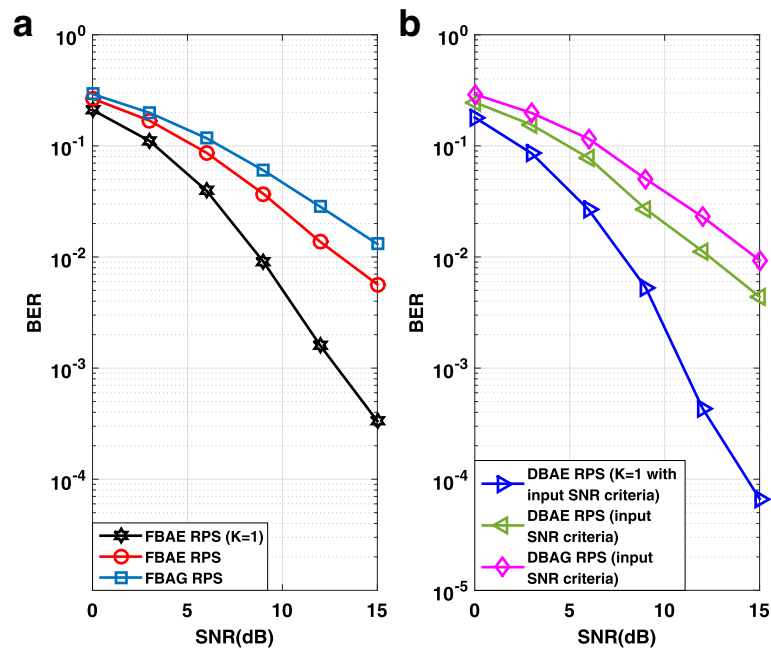 a
10^0
10^-1
10^-2
10^-3
10^-4
BER
0
5
10
15
SNR(dB)
FBAE RPS (K=1)
FBAE RPS
FBAG RPS
b
10^0
10^-1
10^-2
10^-3
10^-4
10^-5
BER
0
5
10
15
SNR(dB)
DBAE RPS (K=1 with
input SNR criteria)
DBAE RPS (input
SNR criteria)
DBAG RPS (input
SNR criteria)